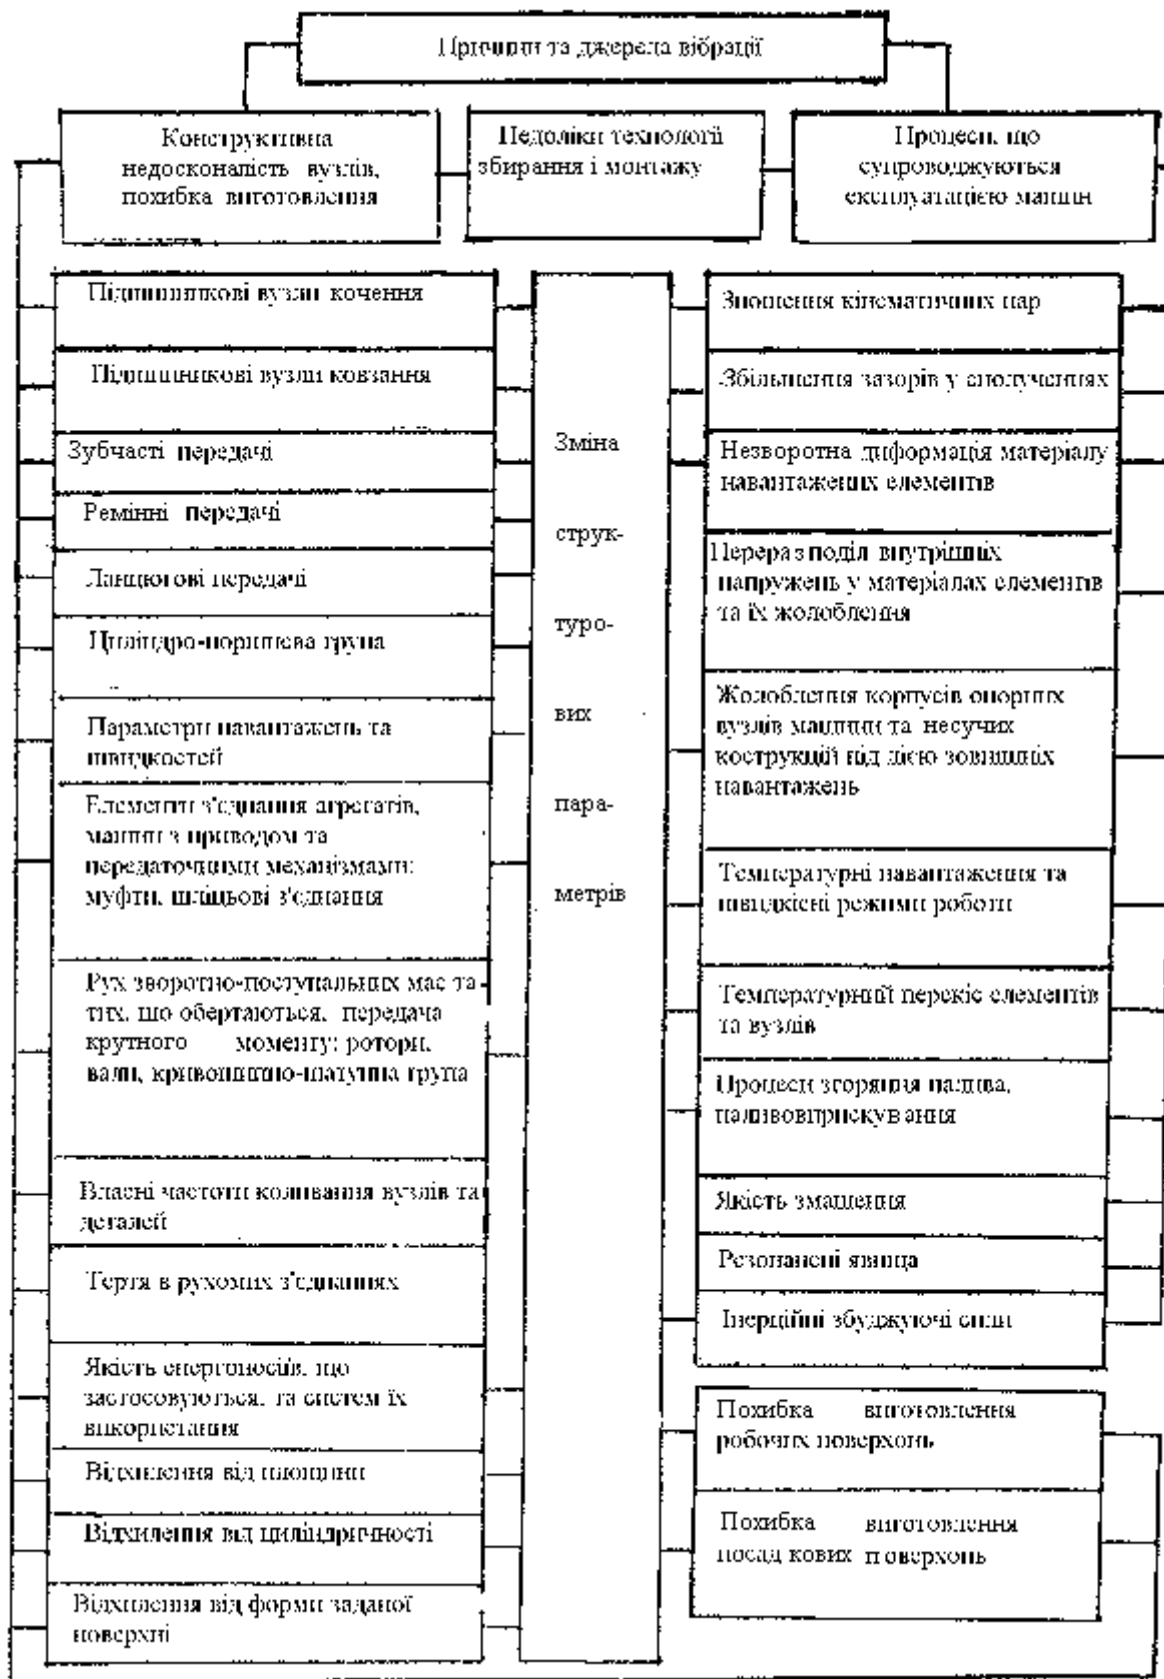 Причини та джерела вібрації
Конструктивна
недосконалість вузлів,
похибка виготовлення
Недоліки технології
збирання і монтажу
Процеси, що
супроводжуються
експлуатацією машин
Підшипникові вузли кочення
Підшипникові вузли ковзання
Зубчасті передачі
Ремінні передачі
Ланцюгові передачі
Циліндро-поршнева група
Параметри навантажень та
швидкостей
Елементи з'єднання агрегатів,
машин з приводом та
передаточними механізмами:
муфти, шліцьові з'єднання
Рух зворотно-поступальних мас та
тих, що обертаються, передача
крутного моменту: ротори,
вали, кривошипно-шатунна група
Власні частоти коливання вузлів та
деталей
Тертя в рухомих з'єднаннях
Якість енергоносіїв, що
застосовуються, та систем їх
використання
Відхилення від площини
Відхилення від циліндричності
Відхилення від форми заданої
поверхні
Зміна
струк-
туро-
вих
пара-
метрів
Зношення кінематичних пар
Збільшення зазорів у сполученнях
Незворотна диформація матеріалу
навантажених елементів
Перераз поділ внутрішніх
напружень у матеріалах елементів
та їх жолоблення
Жолоблення корпусів опорних
вузлів машини та несучих
кострукцій під дією зовнішніх
навантажень
Температурні навантаження та
швидкісні режими роботи
Температурний перекіс елементів
та вузлів
Процеси згоряння палива,
паливовприскування
Якість змащення
Резонансні явища
Інерційні збуджуючі сили
Похибка виготовлення
робочих поверхонь
Похибка виготовлення
посад кових поверхонь